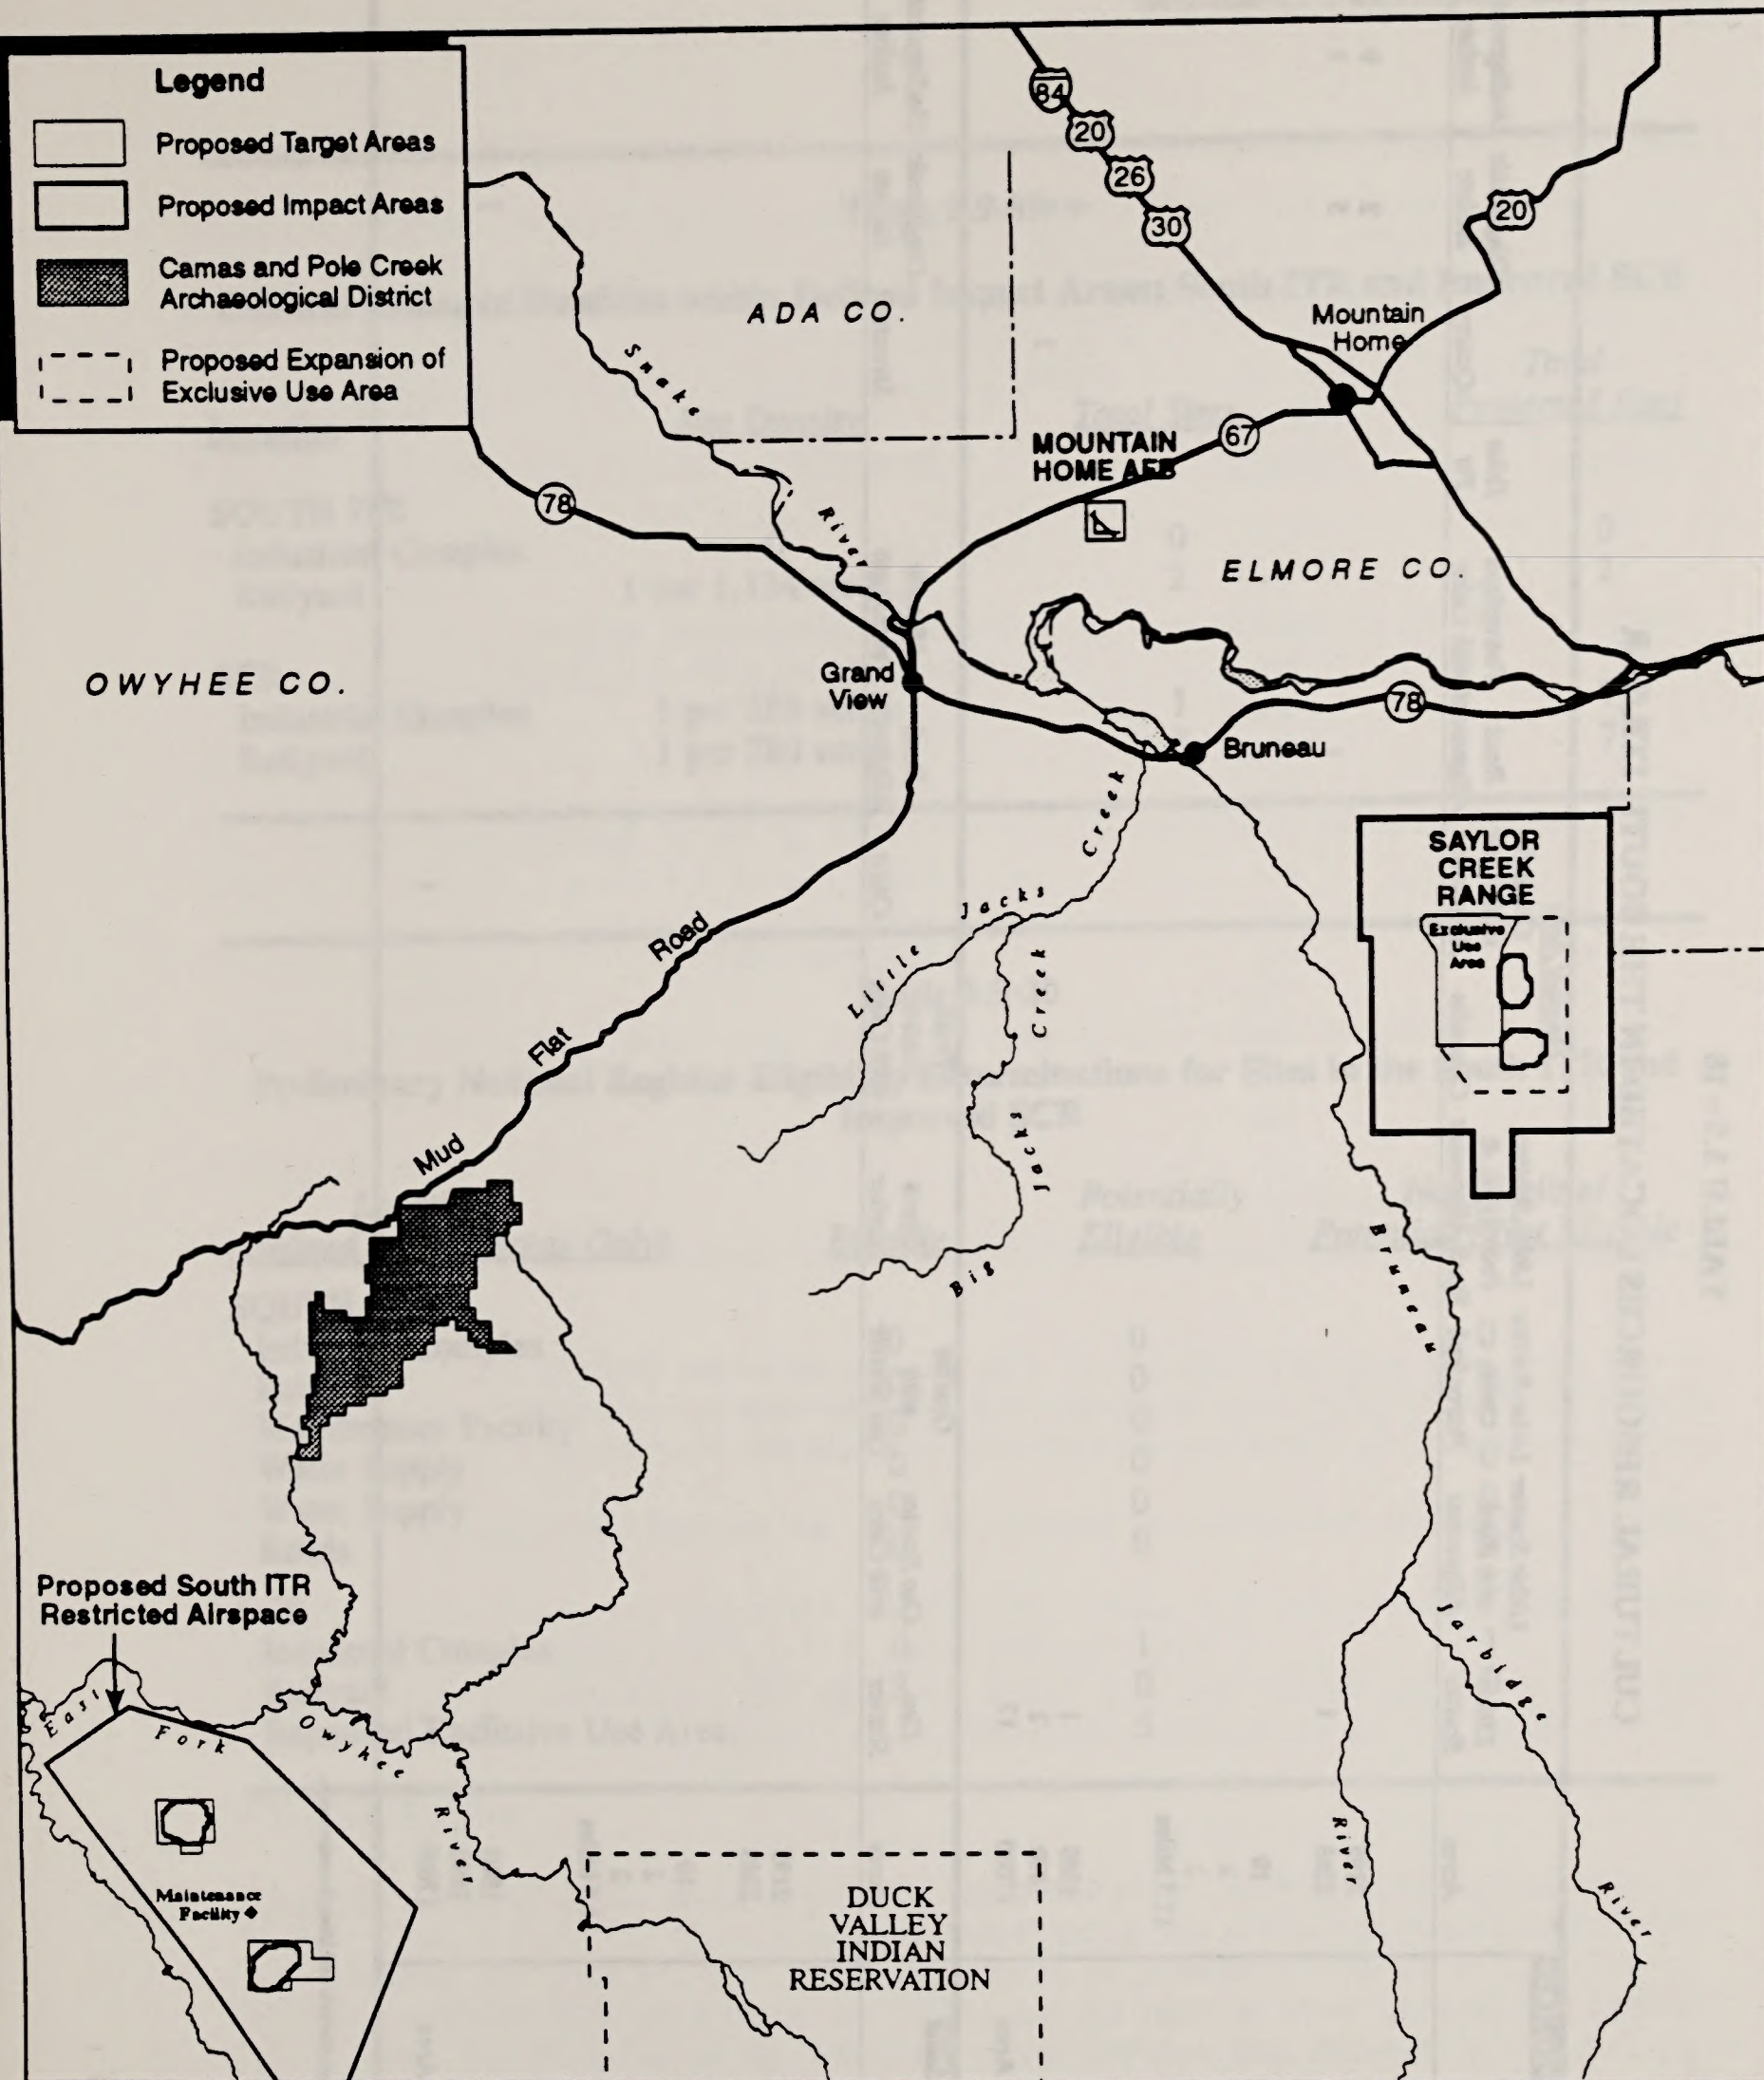 Legend
Proposed Target Areas
Proposed Impact Areas
Camas and Pole Creek
Archaeological District
Proposed Expansion of
Exclusive Use Area
84
20
26
30
20
Mountain
Home
ADA CO.
Snake
River
67
MOUNTAIN
HOME AFB
78
ELMORE CO.
OWYHEE CO.
Grand
View
78
Bruneau
Creek
Jacks
Little
Creek
Jacks
Big
SAYLOR
CREEK
RANGE
Exclusive
Use
Area
Road
Flat
Mud
Bruneau
River
Jarbidge
River
Proposed South ITR
Restricted Airspace
East
Fork
Owyhee
River
Maintenance
Facility
DUCK
VALLEY
INDIAN
RESERVATION